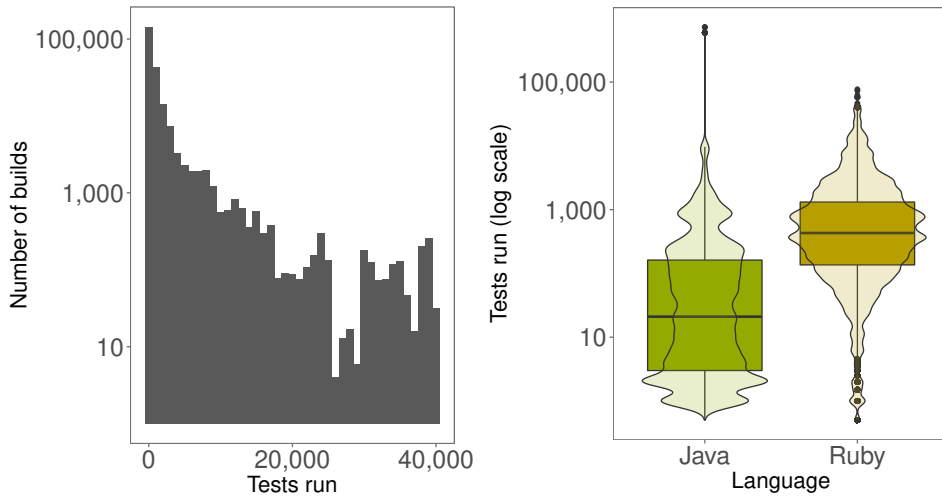 Number of builds
100,000
1,000
10
0
20,000
40,000
Tests run
Tests run (log scale)
100,000
1,000
10
Java
Ruby
Language